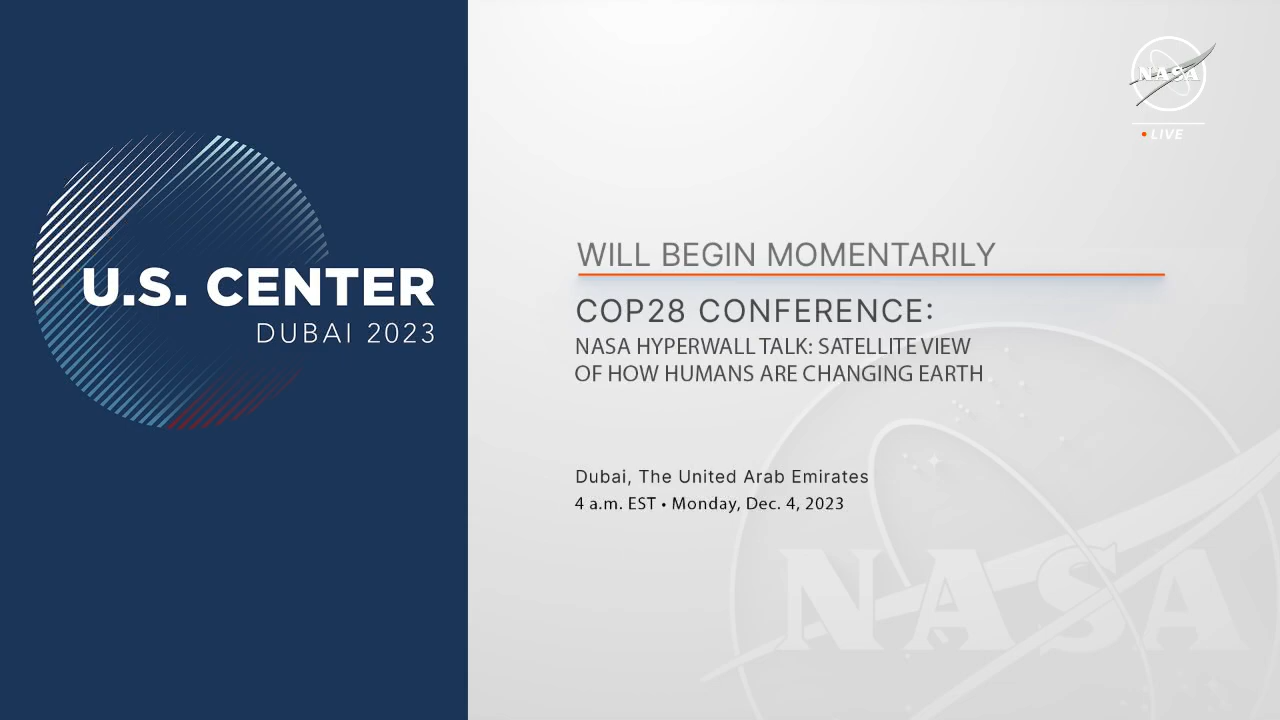 U.S. CENTER
DUBAI 2023
NASA
• LIVE
WILL BEGIN MOMENTARILY
COP28 CONFERENCE:
NASA HYPERWALL TALK: SATELLITE VIEW
OF HOW HUMANS ARE CHANGING EARTH
Dubai, The United Arab Emirates
4 a.m. EST • Monday, Dec. 4, 2023
NASA